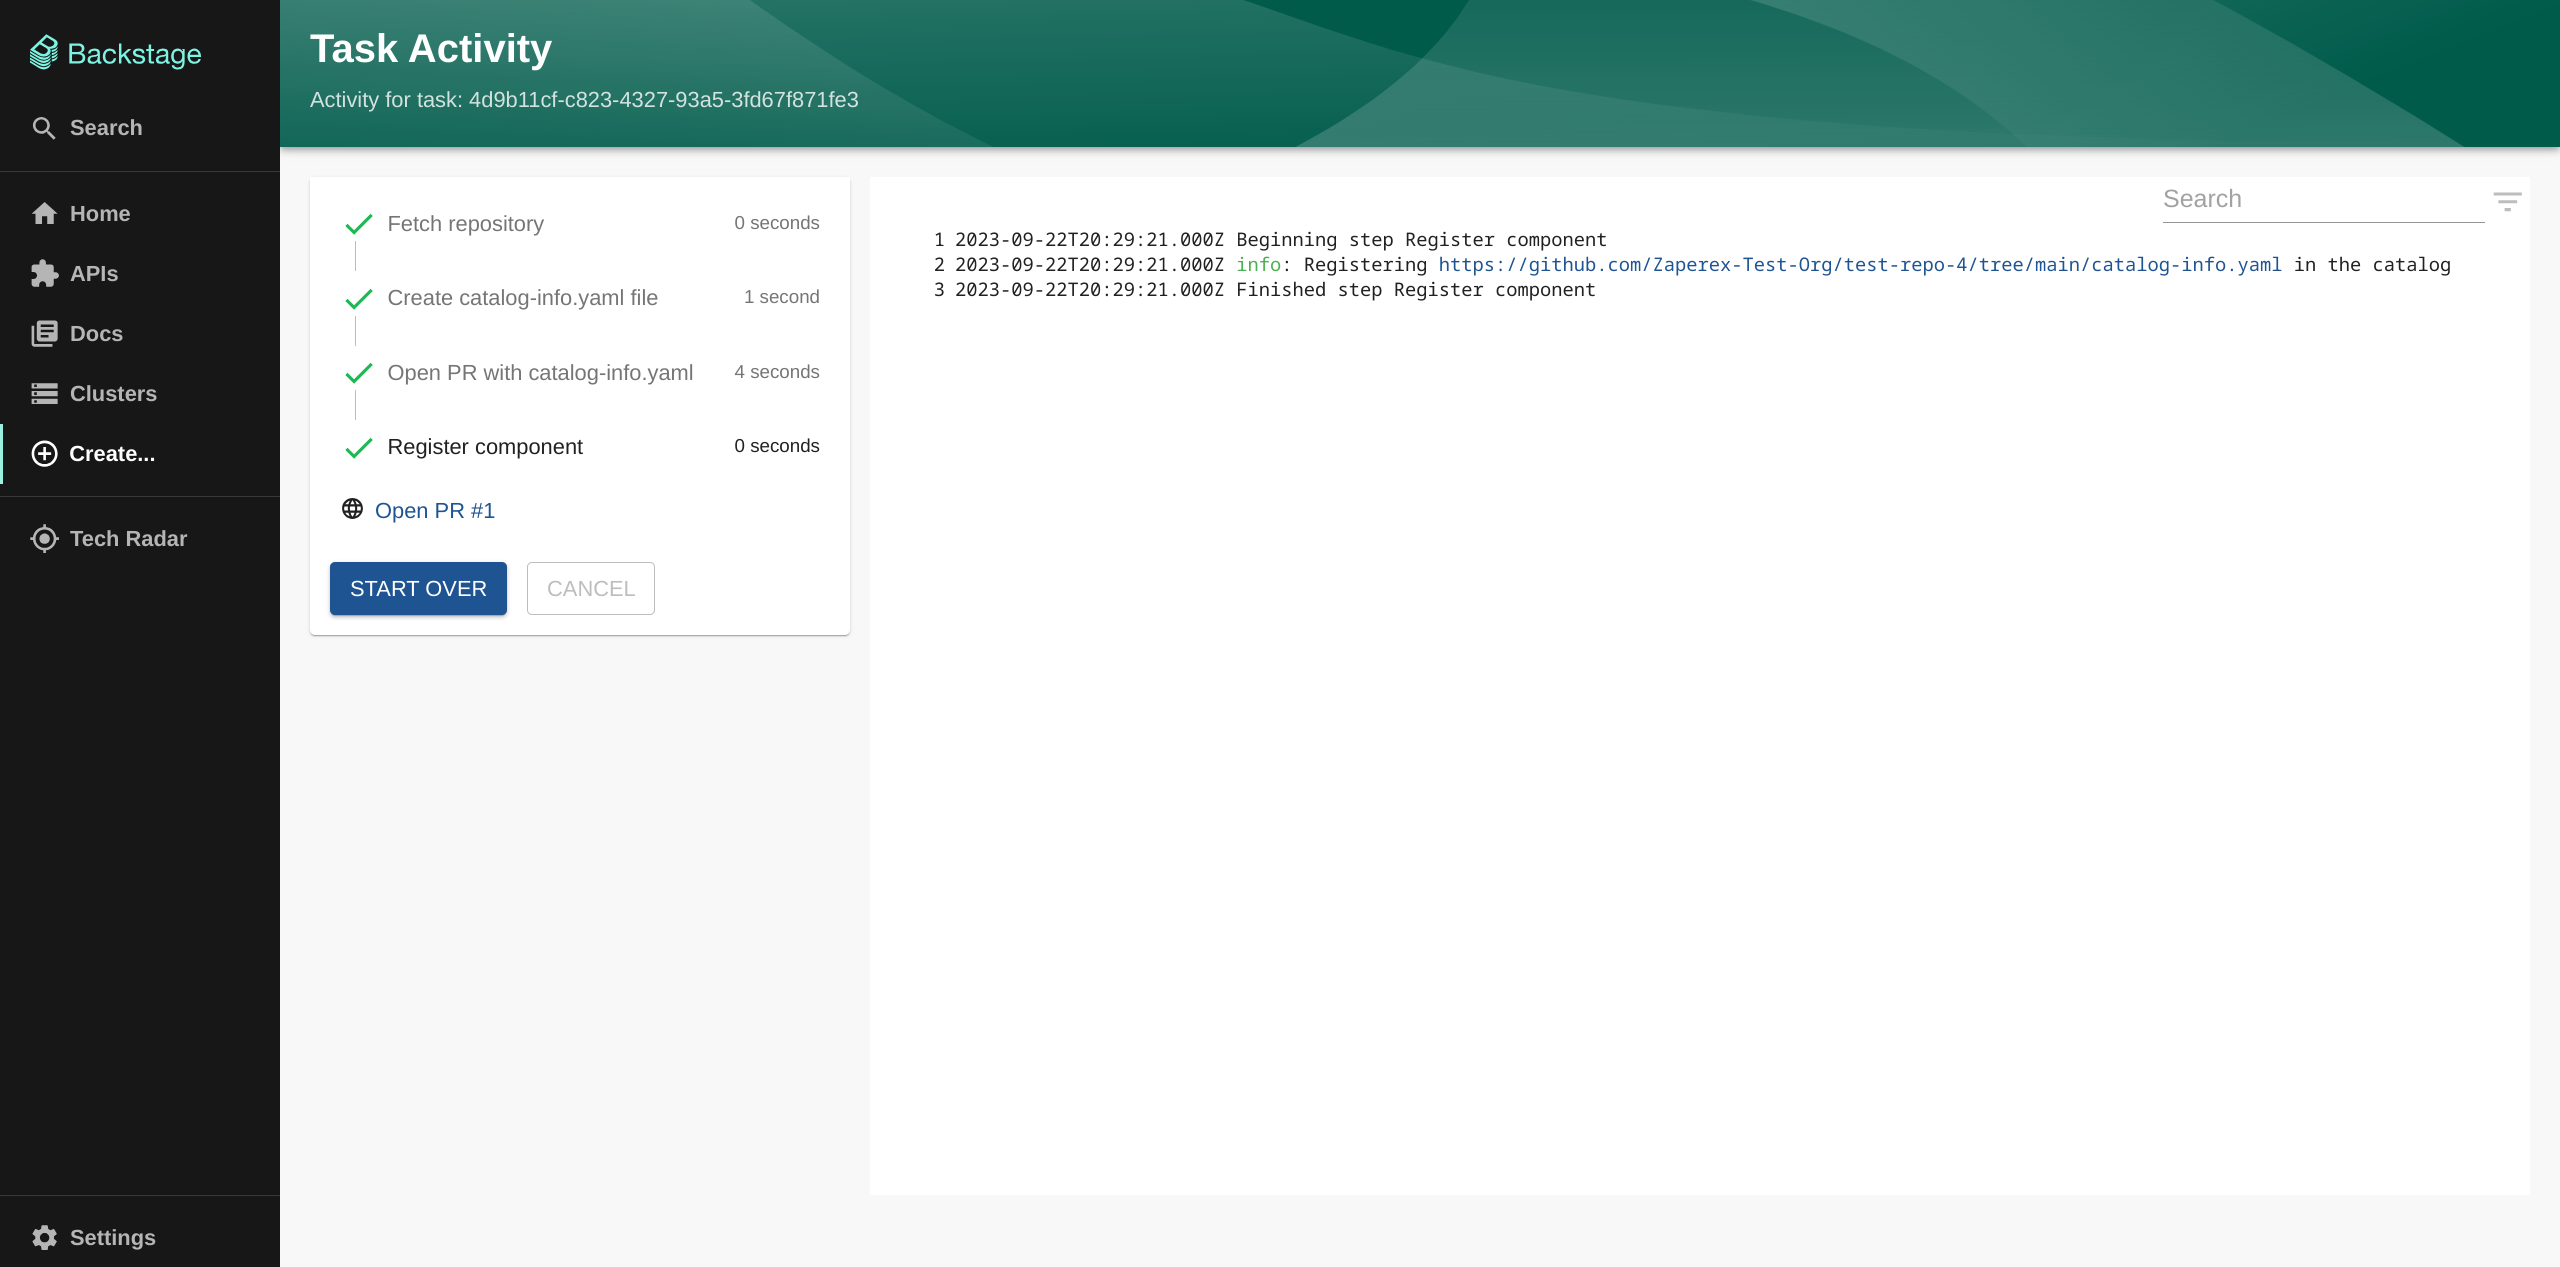 Backstage
Search
Home
APIs
Docs
Clusters
Create...
Tech Radar
Settings
Task Activity
Activity for task: 4d9b11cf-c823-4327-93a5-3fd67f871fe3
Fetch repository 0 seconds
Create catalog-info.yaml file 1 second
Open PR with catalog-info.yaml 4 seconds
Register component 0 seconds
Open PR #1
START OVER CANCEL
Search
1 2023-09-22T20:29:21.000Z Beginning step Register component
2 2023-09-22T20:29:21.000Z info: Registering https://github.com/Zaperex-Test-Org/test-repo-4/tree/main/catalog-info.yaml in the catalog
3 2023-09-22T20:29:21.000Z Finished step Register component